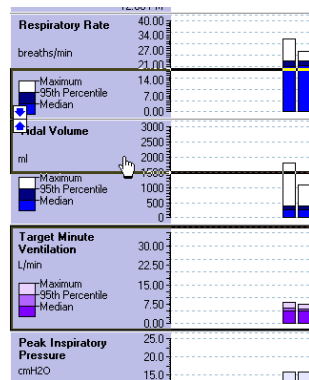 Respiratory Rate
breaths/min
40.00
34.00
27.00
21.00
14.00
7.00
0.00
Maximum
95th Percentile
Median
Tidal Volume
ml
3000
2500
2000
1500
1000
500
0
Maximum
95th Percentile
Median
Target Minute
Ventilation
L/min
30.00
22.50
15.00
7.50
0.00
Maximum
95th Percentile
Median
Peak Inspiratory
Pressure
cmH2O
25.0
20.0
15.0